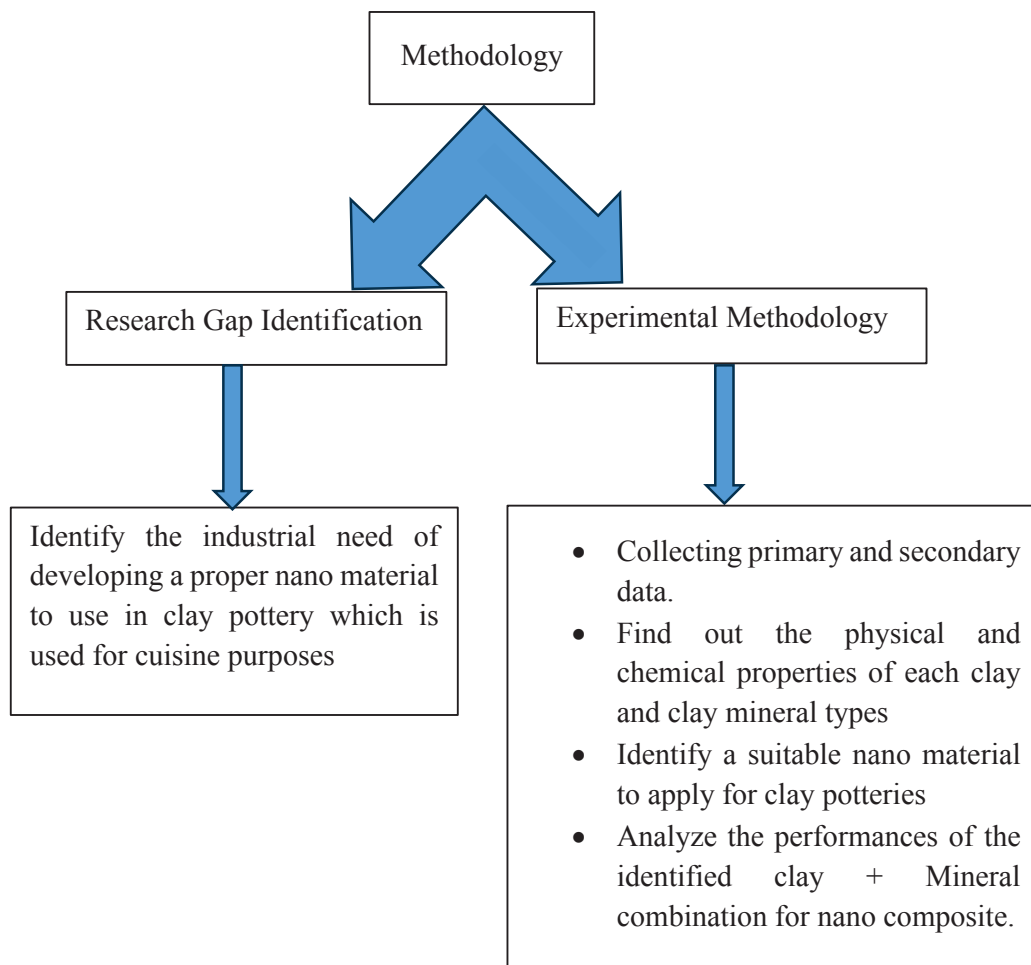 Methodology
Research Gap Identification
Experimental Methodology
Identify the industrial need of
developing a proper nano material
to use in clay pottery which is
used for cuisine purposes
• Collecting primary and secondary
data.
• Find out the physical and
chemical properties of each clay
and clay mineral types
• Identify a suitable nano material
to apply for clay potteries
• Analyze the performances of the
identified clay + Mineral
combination for nano composite.